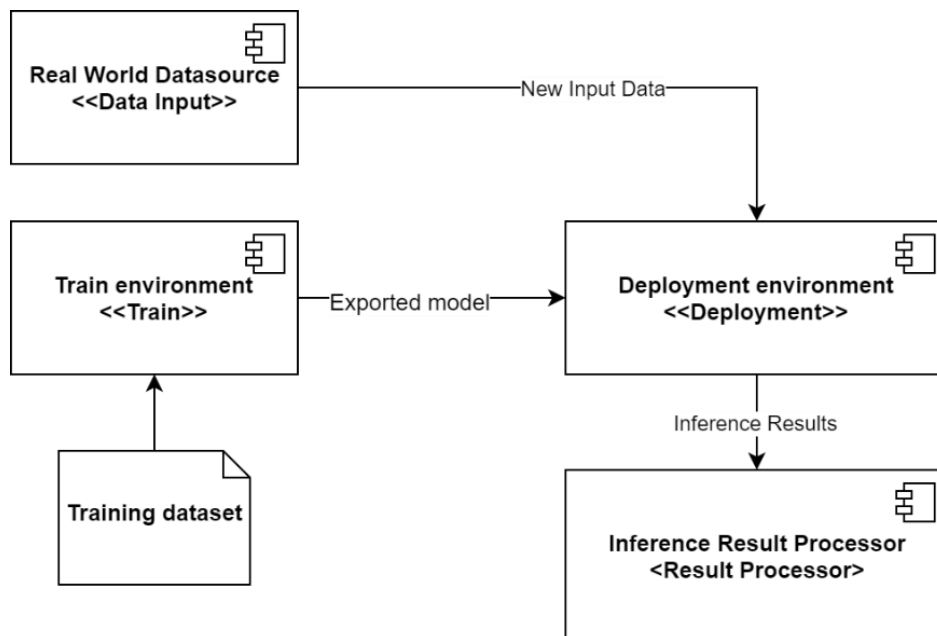 Real World Datasource
<<Data Input>>
New Input Data
Train environment
<<Train>>
Exported model
Deployment environment
<<Deployment>>
Inference Results
Training dataset
Inference Result Processor
<Result Processor>